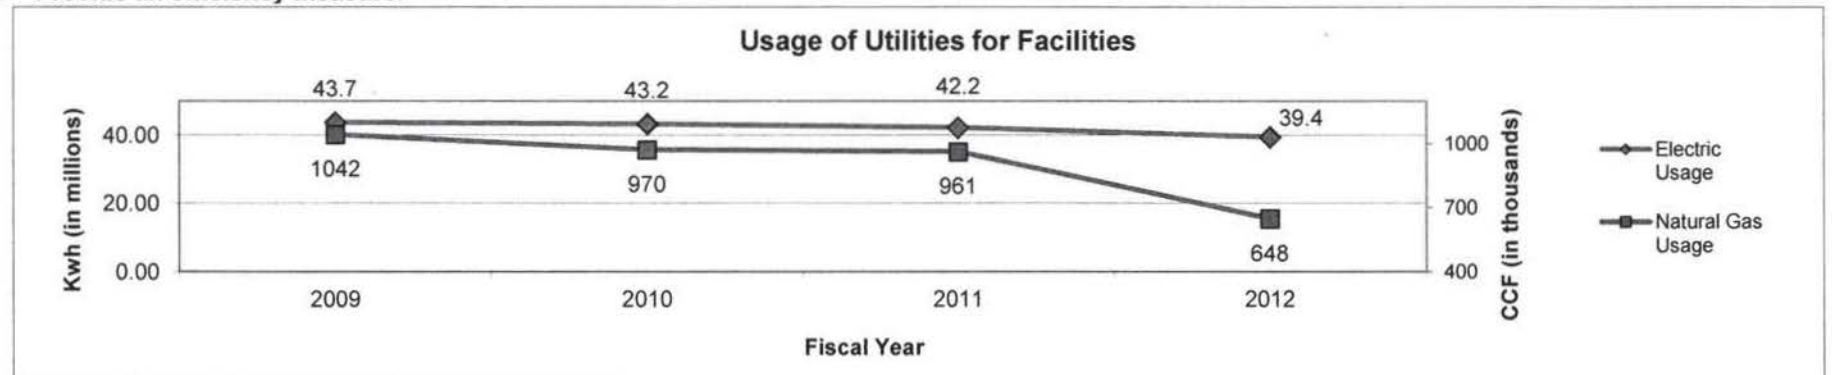 Usage of Utilities for Facilities
43.7
43.2
42.2
39.4
40.00
20.00
0.00
Kwh (in millions)
1042
970
961
648
1000
700
400
CCF (in thousands)
Electric
Usage
Natural Gas
Usage
2009
2010
2011
2012
Fiscal Year